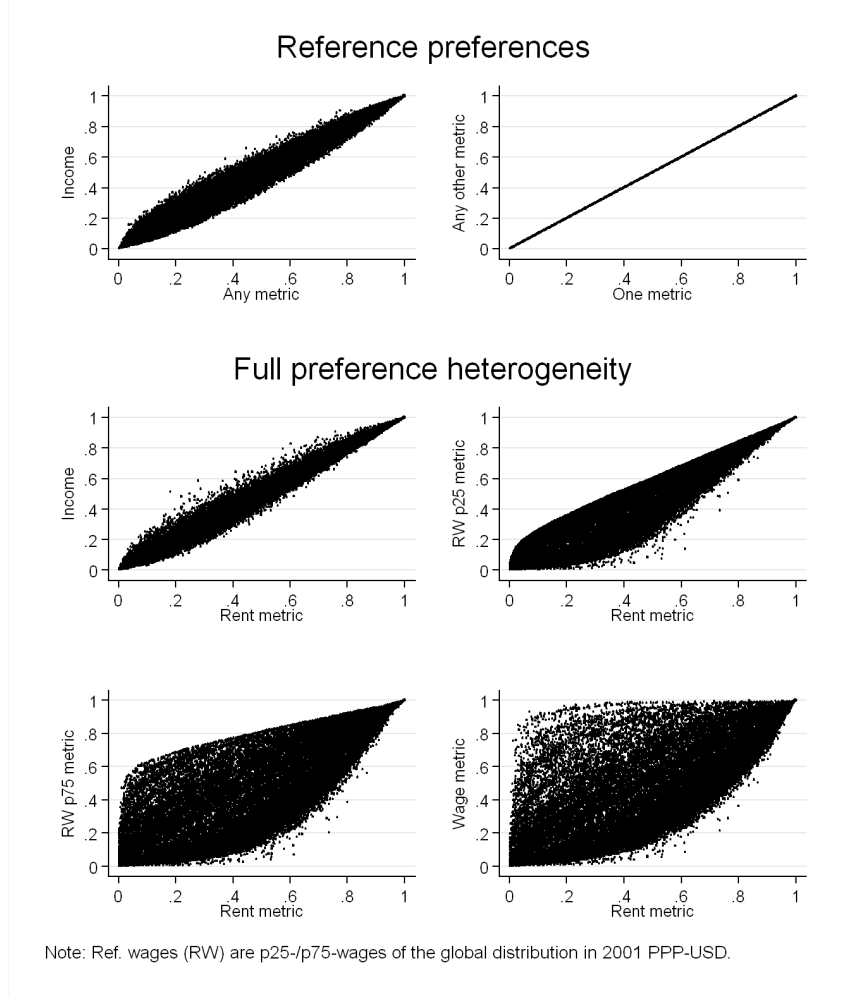 Reference preferences
1
.8
.6
.4
.2
0
Income
0 .2 .4 .6 .8 1
Any metric
1
.8
.6
.4
.2
0
Any other metric
0 .2 .4 .6 .8 1
One metric
Full preference heterogeneity
1
.8
.6
.4
.2
0
Income
0 .2 .4 .6 .8 1
Rent metric
1
.8
.6
.4
.2
0
RW p25 metric
0 .2 .4 .6 .8 1
Rent metric
1
.8
.6
.4
.2
0
RW p75 metric
0 .2 .4 .6 .8 1
Rent metric
1
.8
.6
.4
.2
0
Wage metric
0 .2 .4 .6 .8 1
Rent metric
Note: Ref. wages (RW) are p25-/p75-wages of the global distribution in 2001 PPP-USD.